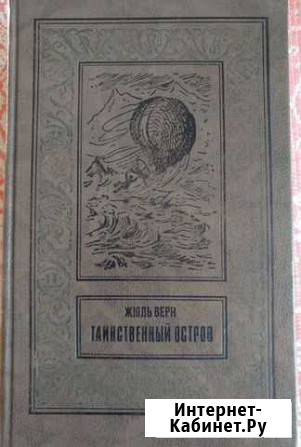 ЖЮЛЬ ВЕРН
ТАИНСТВЕННЫЙ ОСТРОВ
Интернет-
Кабинет.Ру